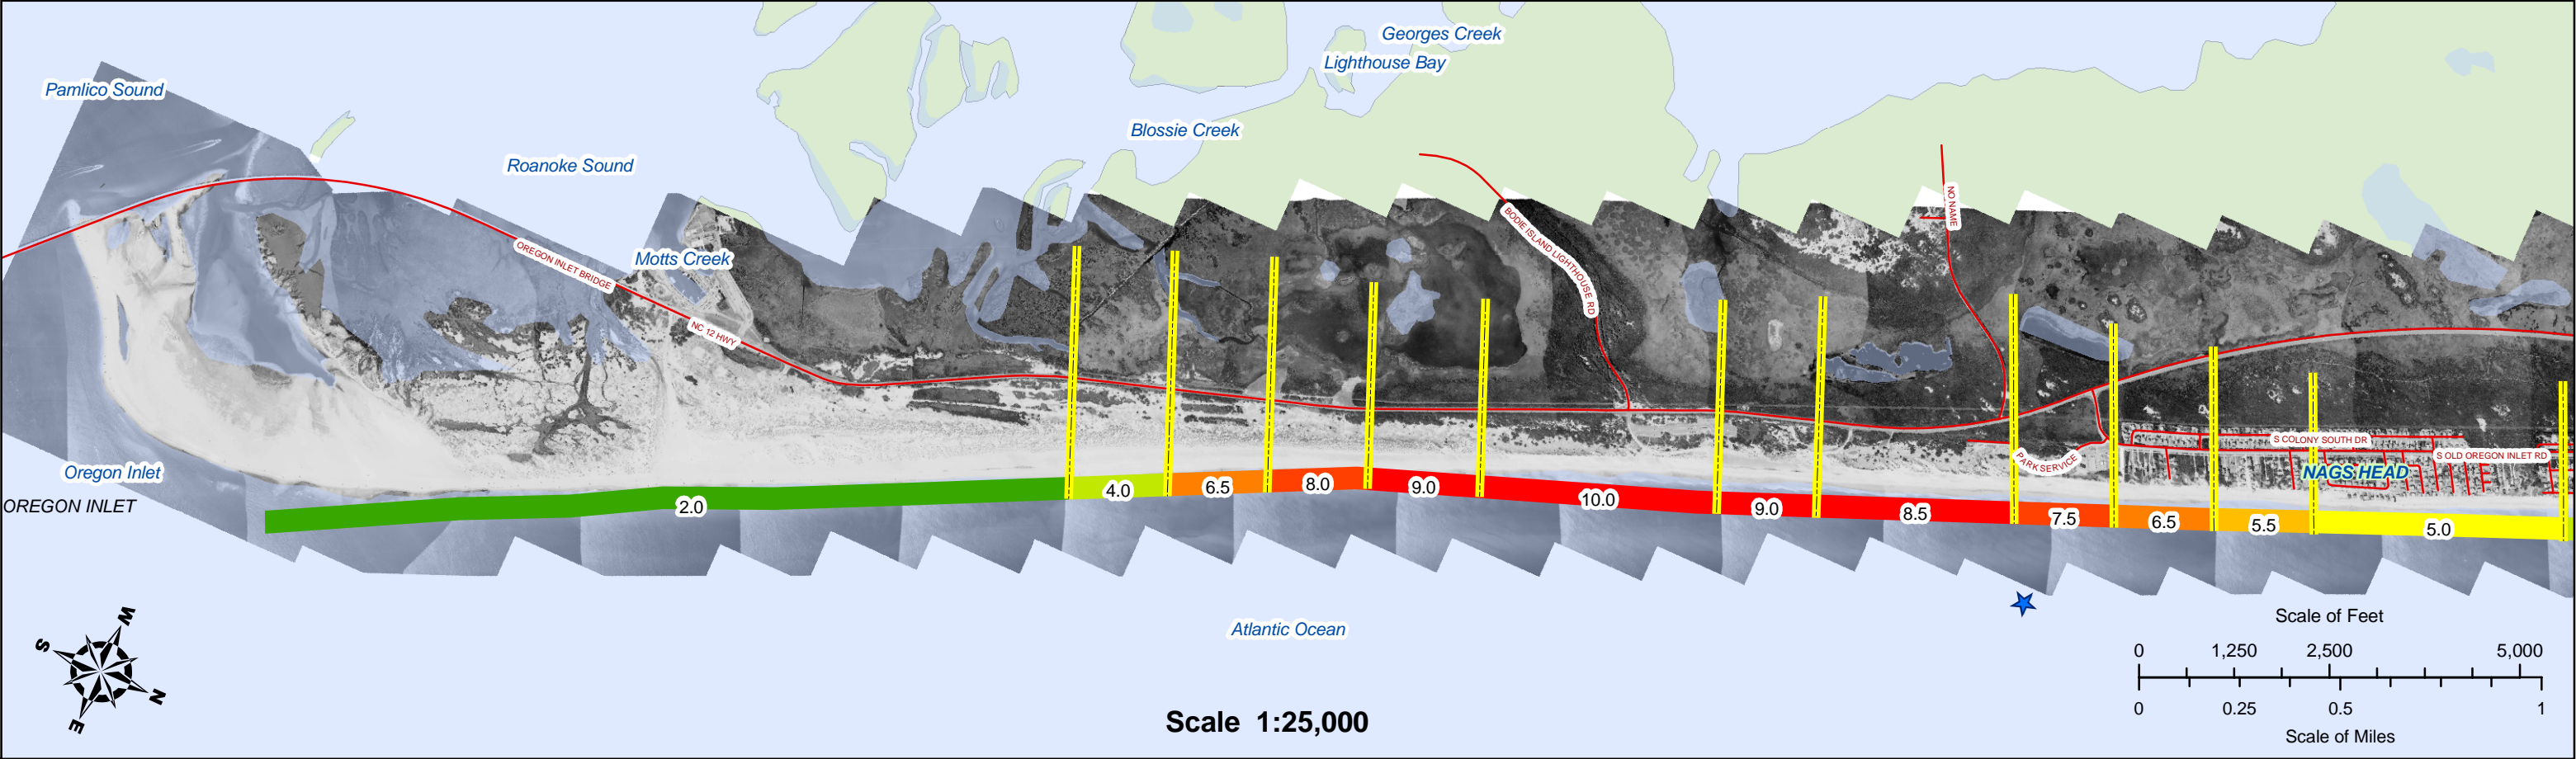 Georges Creek
Lighthouse Bay
Pamlico Sound
Blossie Creek
Roanoke Sound
NO NAME
BODIE ISLAND LIGHTHOUSE RD
OREGON INLET BRIDGE
Motts Creek
NC 12 HWY
S COLONY SOUTH DR
S OLD OREGON INLET RD
PARK SERVICE
NAGS HEAD
Oregon Inlet
OREGON INLET
2.0
4.0
6.5
8.0
9.0
10.0
9.0
8.5
7.5
6.5
5.5
5.0
Atlantic Ocean
W
S
N
E
Scale of Feet
0 1,250 2,500 5,000
0 0.25 0.5 1
Scale of Miles
Scale 1:25,000